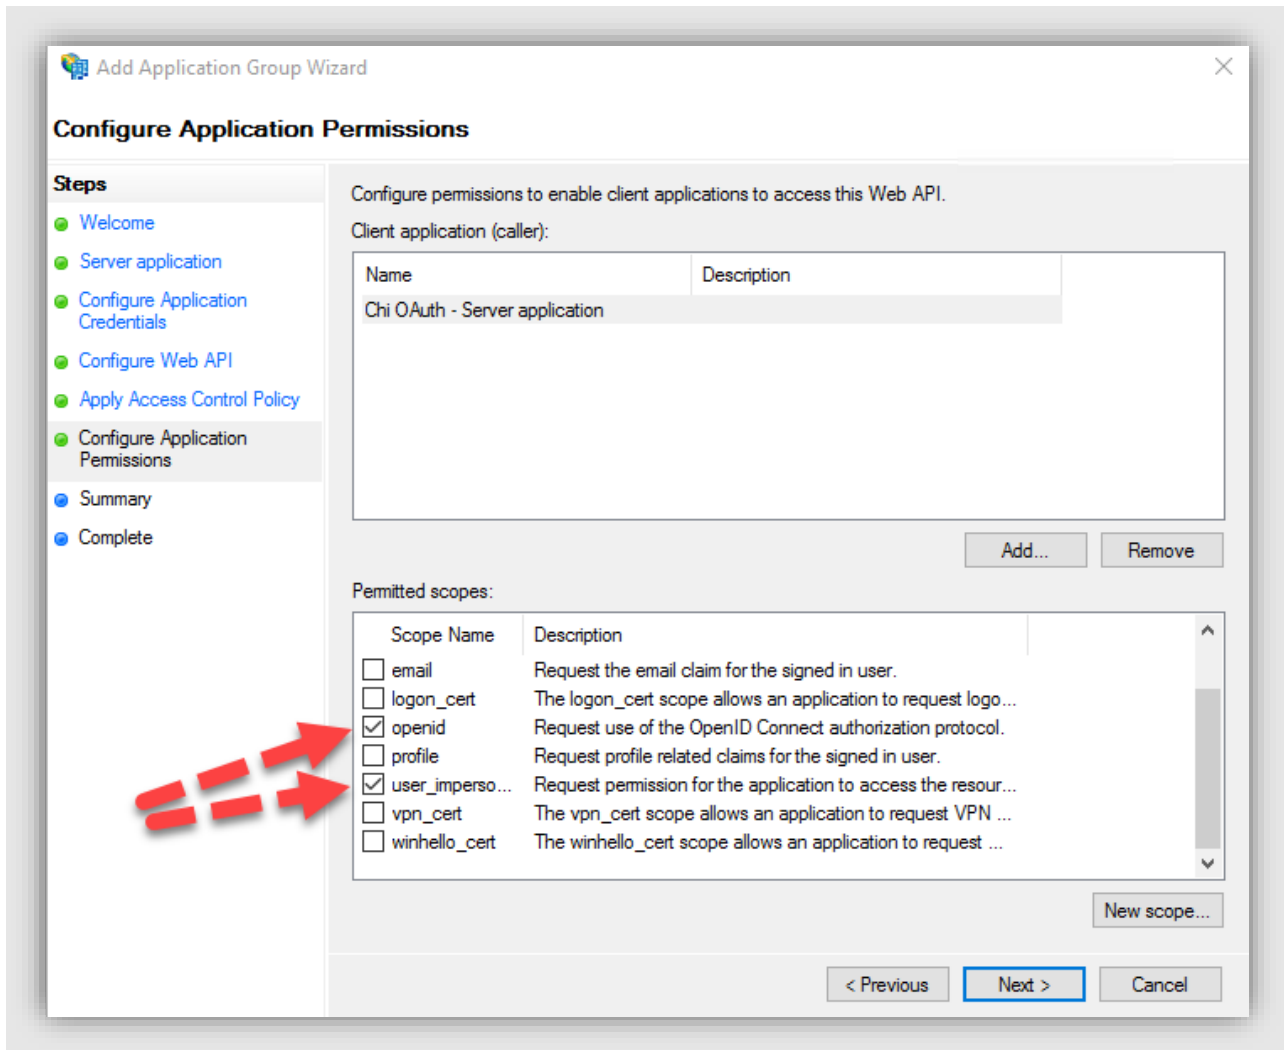 Add Application Group Wizard
Configure Application Permissions
Steps
Welcome
Server application
Configure Application
Credentials
Configure Web API
Apply Access Control Policy
Configure Application
Permissions
Summary
Complete
Configure permissions to enable client applications to access this Web API.
Client application (caller):
Name Description
Chi OAuth - Server application
Add... Remove
Permitted scopes:
Scope Name Description
email Request the email claim for the signed in user.
logon_cert The logon_cert scope allows an application to request logo...
openid Request use of the OpenID Connect authorization protocol.
profile Request profile related claims for the signed in user.
user_imperso... Request permission for the application to access the resour...
vpn_cert The vpn_cert scope allows an application to request VPN ...
winhello_cert The winhello_cert scope allows an application to request ...
New scope...
< Previous Next > Cancel